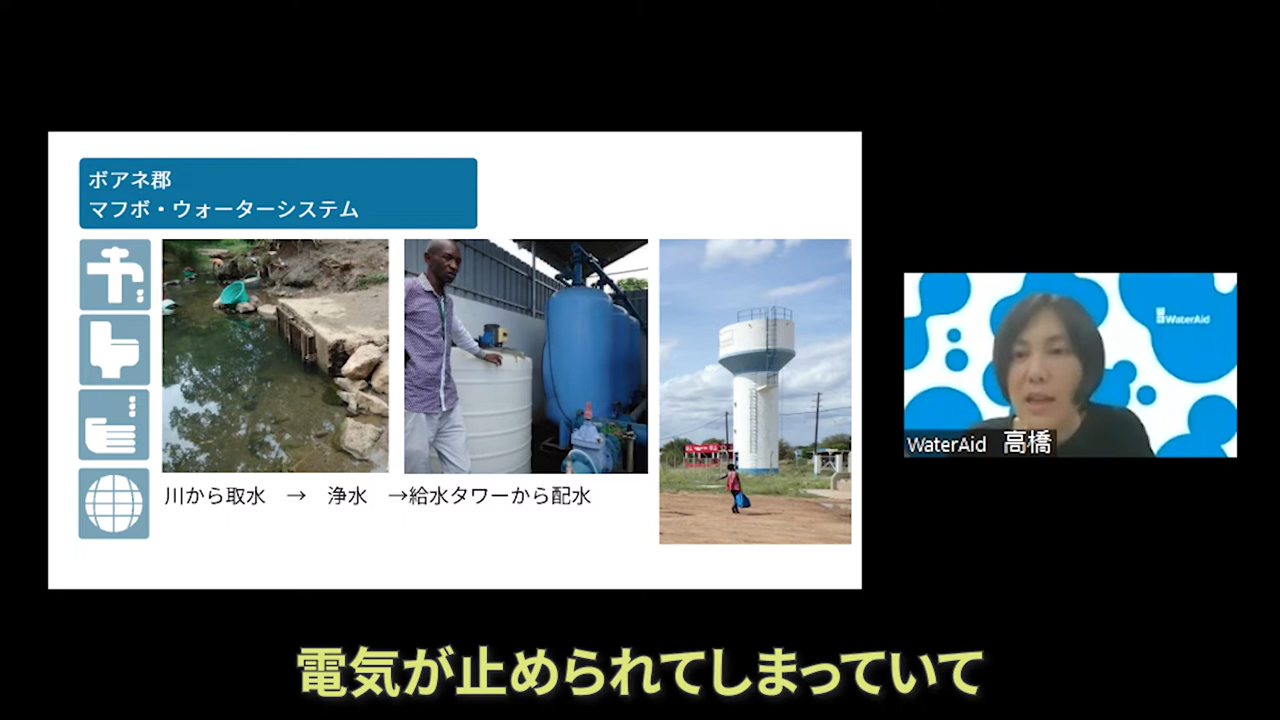 ボアネ郡
マフボ・ウォーターシステム
川から取水　→　浄水　→給水タワーから配水
WaterAid
WaterAid　高橋
電気が止められてしまっていて